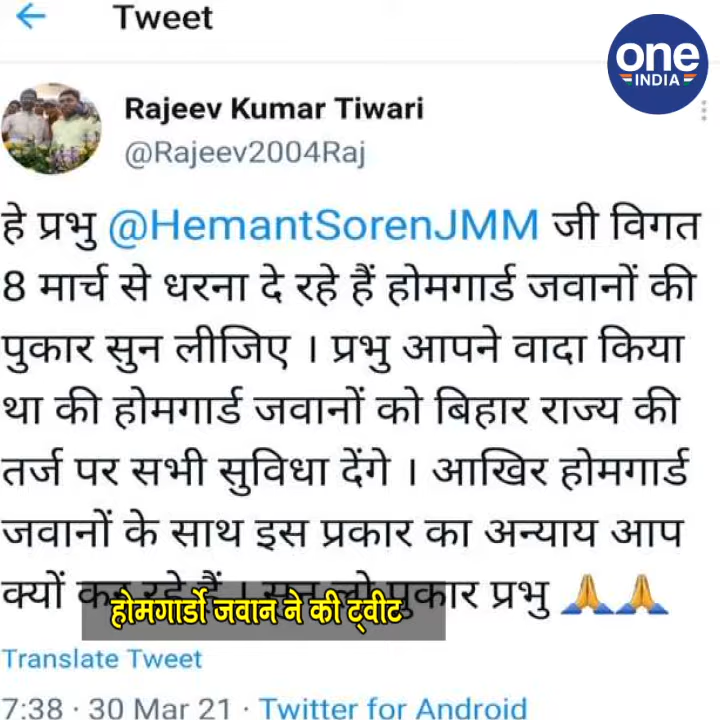 Tweet
one
INDIA
Rajeev Kumar Tiwari
@Rajeev2004Raj
हे प्रभु @HemantSorenJMM जी विगत
8 मार्च से धरना दे रहे हैं होमगार्ड जवानों की
पुकार सुन लीजिए । प्रभु आपने वादा किया
था की होमगार्ड जवानों को बिहार राज्य की
तर्ज पर सभी सुविधा देंगे । आखिर होमगार्ड
जवानों के साथ इस प्रकार का अन्याय आप
क्यों कर रहे हैं । सुन लो पुकार प्रभु 🙏🙏
होमगार्डो जवान ने की ट्वीट
Translate Tweet
7:38 · 30 Mar 21 · Twitter for Android